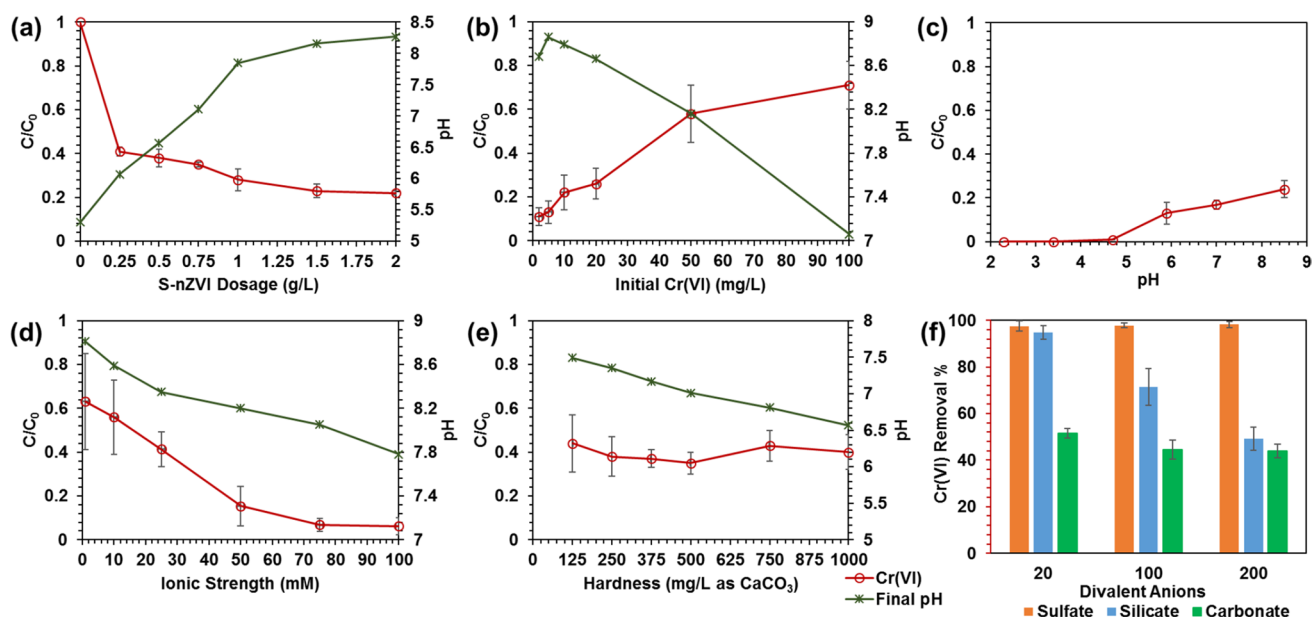 (a)
C/C0
1
0.8
0.6
0.4
0.2
0
8.5
8
7.5
7
6.5
6
5.5
5
pH
0 0.25 0.5 0.75 1 1.25 1.5 1.75 2
S-nZVI Dosage (g/L)
(b)
C/C0
1
0.8
0.6
0.4
0.2
0
9
8.6
8.2
7.8
7.4
7
pH
0 10 20 30 40 50 60 70 80 90 100
Initial Cr(VI) (mg/L)
(c)
C/C0
1
0.8
0.6
0.4
0.2
0
2 3 4 5 6 7 8 9
pH
(d)
C/C0
1
0.8
0.6
0.4
0.2
0
9
8.6
8.2
7.8
7.4
7
pH
0 10 20 30 40 50 60 70 80 90 100
Ionic Strength (mM)
(e)
C/C0
1
0.8
0.6
0.4
0.2
0
8
7.5
7
6.5
6
5.5
5
pH
0 125 250 375 500 625 750 875 1000
Hardness (mg/L as CaCO3)
Cr(VI)
Final pH
(f)
Cr(VI) Removal %
100
80
60
40
20
0
20 100 200
Divalent Anions
Sulfate Silicate Carbonate